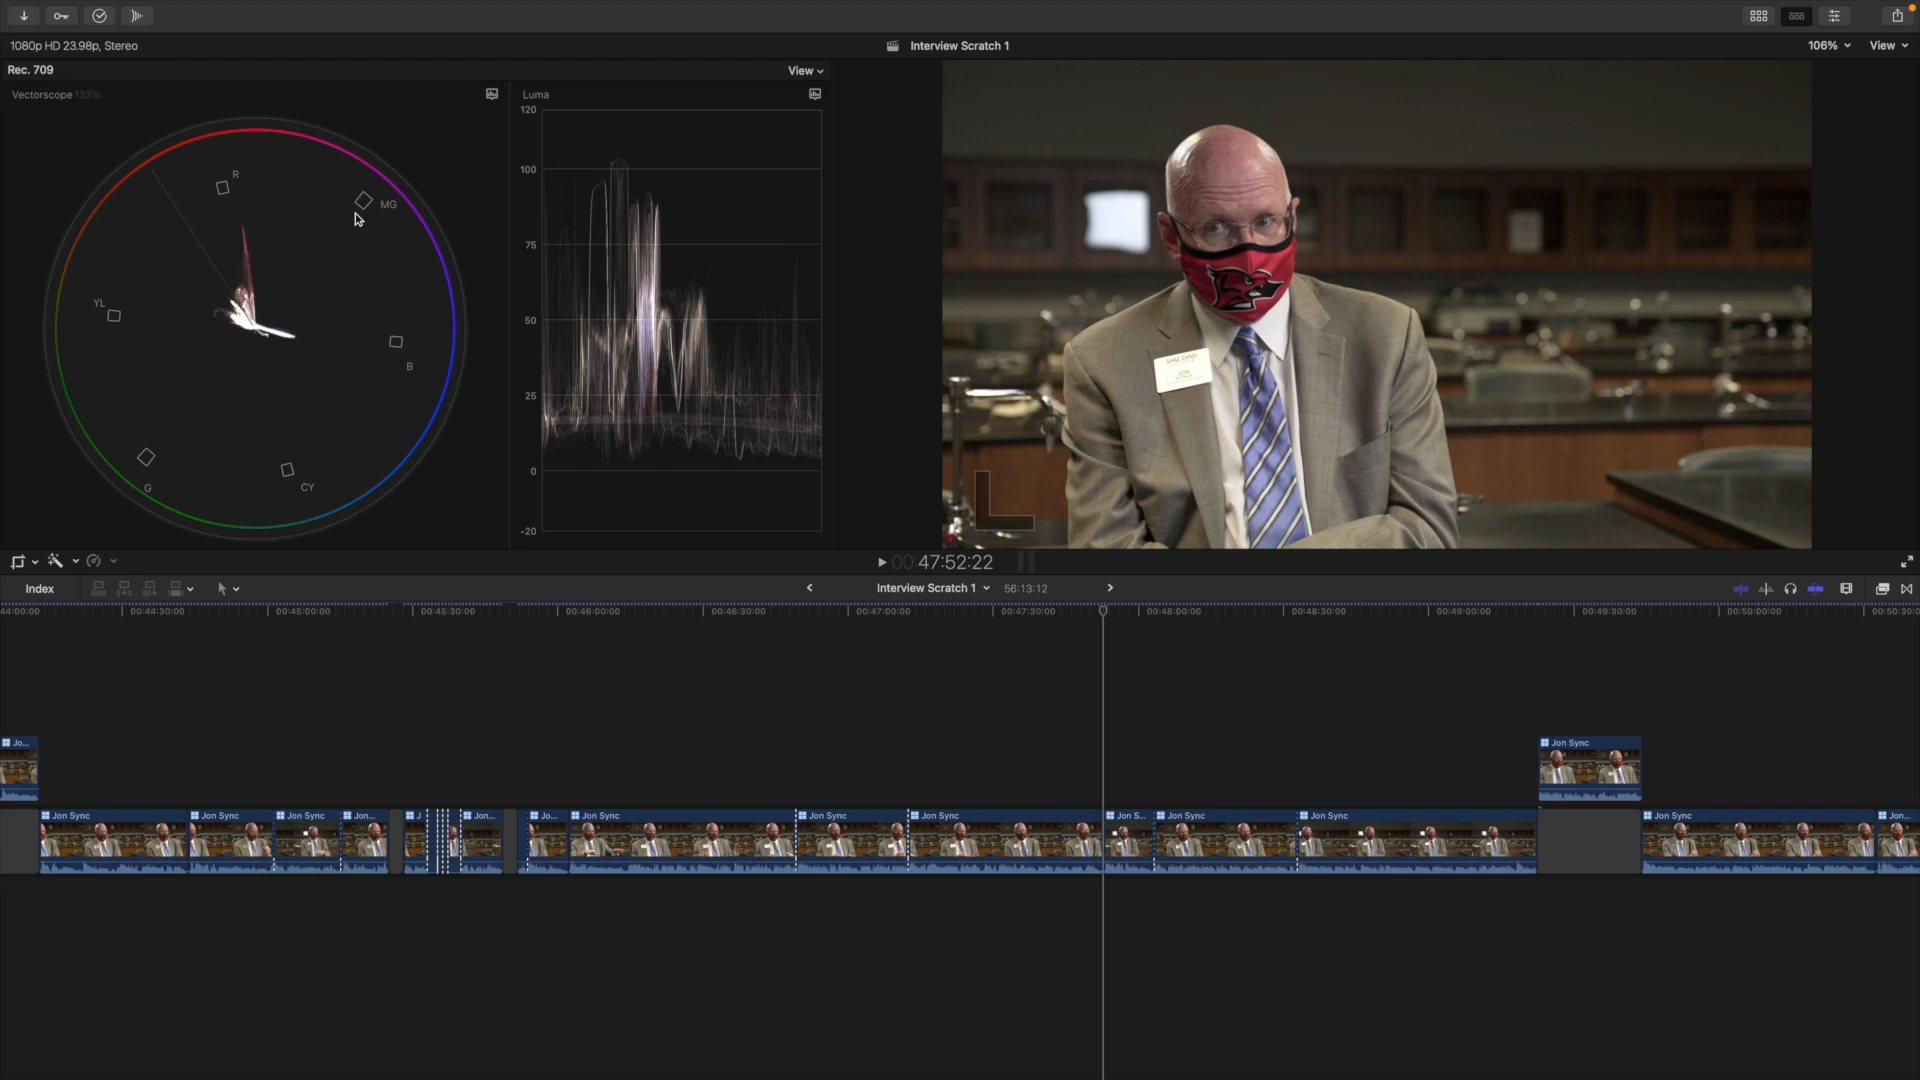 1080p HD 23.98p, Stereo
Interview Scratch 1
106%
View
Rec. 709
View
Vectorscope 133%
Luma
120
100
75
50
25
0
-20
R
MG
YL
B
G
CY
LAKE LAND
JON
00:47:52:22
Index
Interview Scratch 1
56:13:12
44:00:00
00:44:30:00
00:45:00:00
00:45:30:00
00:46:00:00
00:46:30:00
00:47:00:00
00:47:30:00
00:48:00:00
00:48:30:00
00:49:00:00
00:49:30:00
00:50:00:00
00:50:30:0
Jo...
Jon Sync
Jon Sync
Jon Sync
Jon Sync
Jon...
J
Jon...
Jo...
Jon Sync
Jon Sync
Jon Sync
Jon S...
Jon Sync
Jon Sync
Jon Sync
Jon...